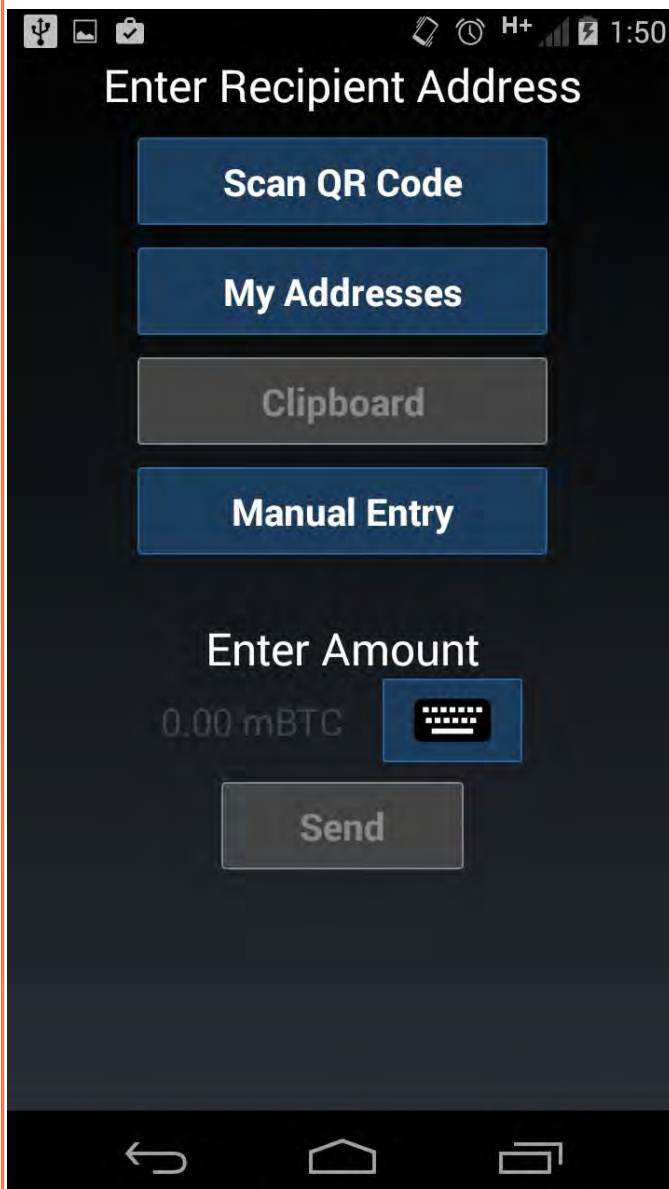 H+ 1:50
Enter Recipient Address
Scan QR Code
My Addresses
Clipboard
Manual Entry
Enter Amount
0.00 mBTC
Send